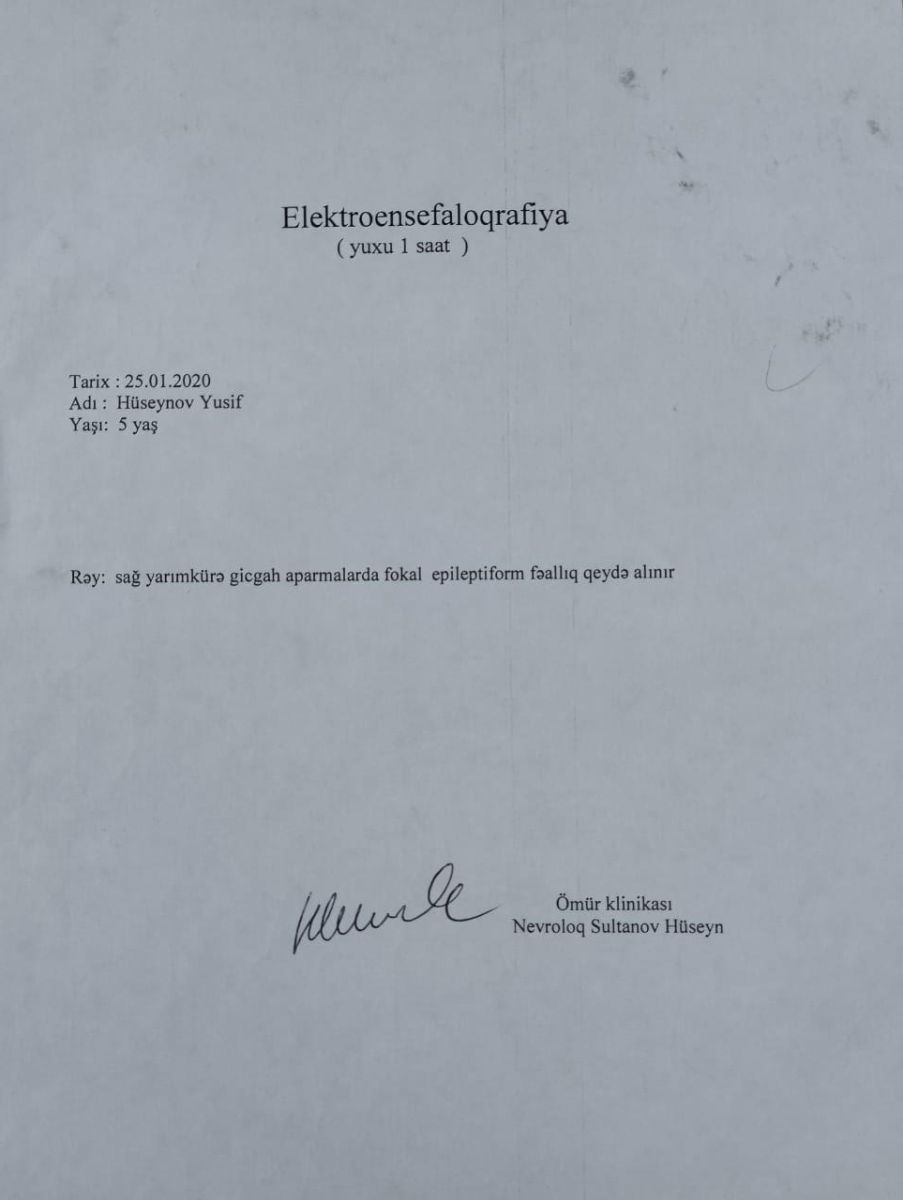 Elektroensefaloqrafiya
( yuxu 1 saat )
Tarix : 25.01.2020
Adı : Hüseynov Yusif
Yaşı: 5 yaş
Rəy: sağ yarımkürə gicgah aparmalarda fokal epileptiform fəallıq qeydə alınır
Ömür klinikası
Nevroloq Sultanov Hüseyn